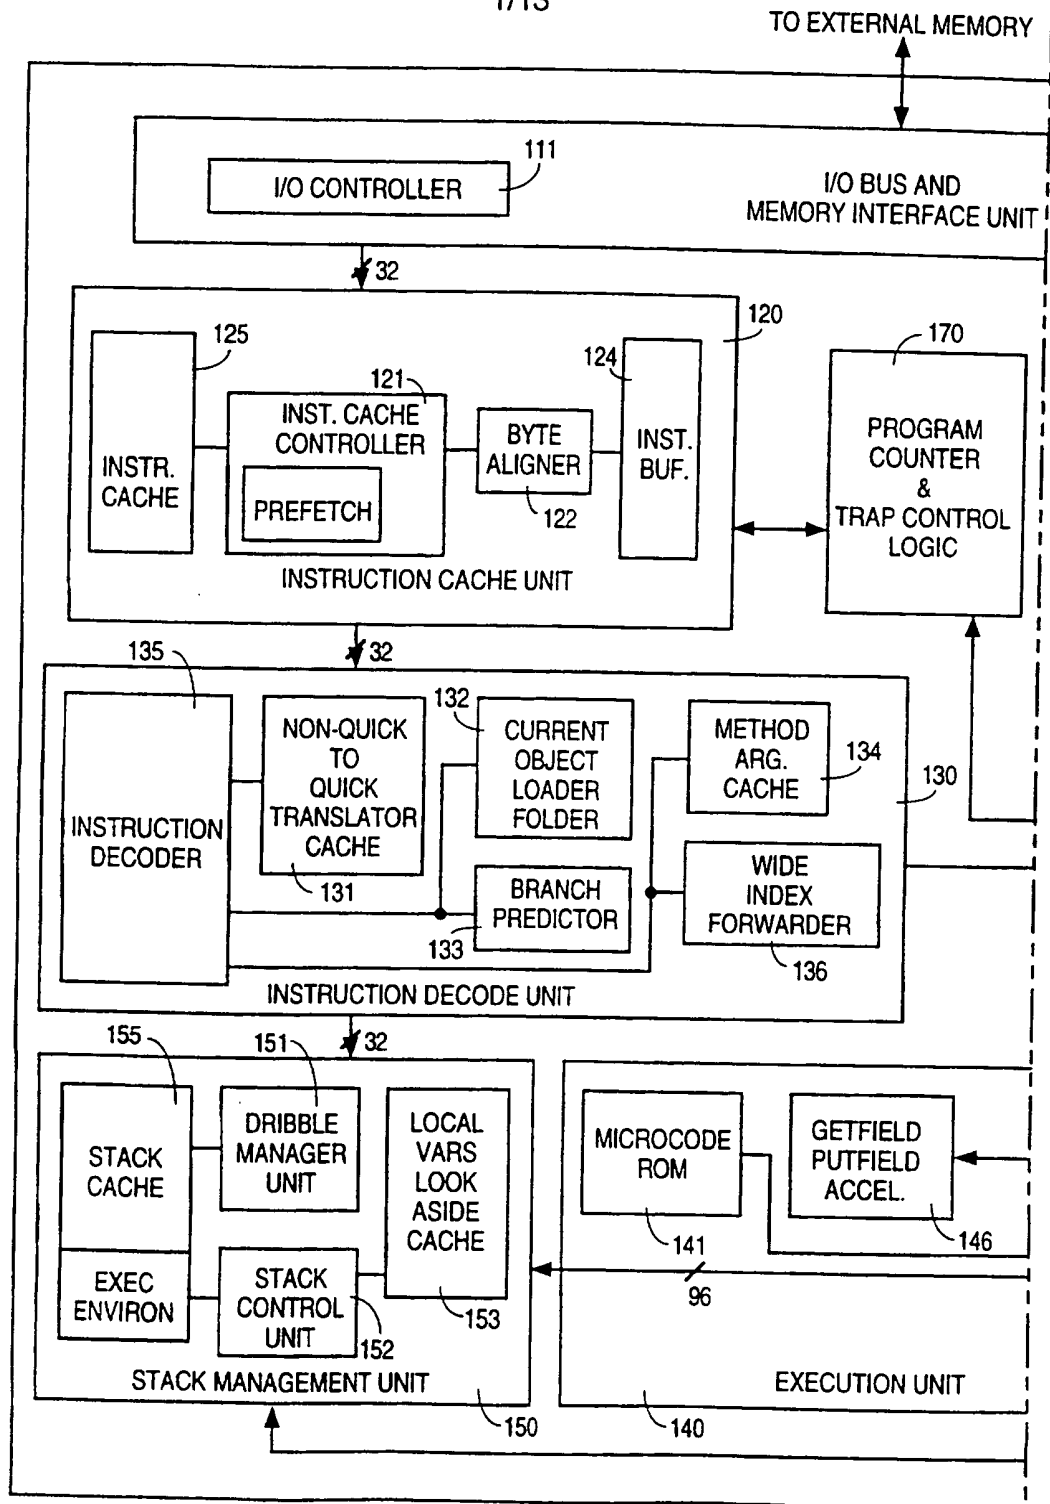 1/13
TO EXTERNAL MEMORY
111
I/O CONTROLLER
I/O BUS AND
MEMORY INTERFACE UNIT
32
125
INSTR.
CACHE
121
INST. CACHE
CONTROLLER
PREFETCH
BYTE
ALIGNER
122
124
INST.
BUF.
120
INSTRUCTION CACHE UNIT
170
PROGRAM
COUNTER
&
TRAP CONTROL
LOGIC
32
135
INSTRUCTION
DECODER
NON-QUICK
TO
QUICK
TRANSLATOR
CACHE
131
132
CURRENT
OBJECT
LOADER
FOLDER
BRANCH
PREDICTOR
133
METHOD
ARG.
CACHE
134
130
WIDE
INDEX
FORWARDER
136
INSTRUCTION DECODE UNIT
32
155
STACK
CACHE
EXEC
ENVIRON
151
DRIBBLE
MANAGER
UNIT
STACK
CONTROL
UNIT
152
LOCAL
VARS
LOOK
ASIDE
CACHE
153
STACK MANAGEMENT UNIT
150
MICROCODE
ROM
141
GETFIELD
PUTFIELD
ACCEL.
146
96
EXECUTION UNIT
140